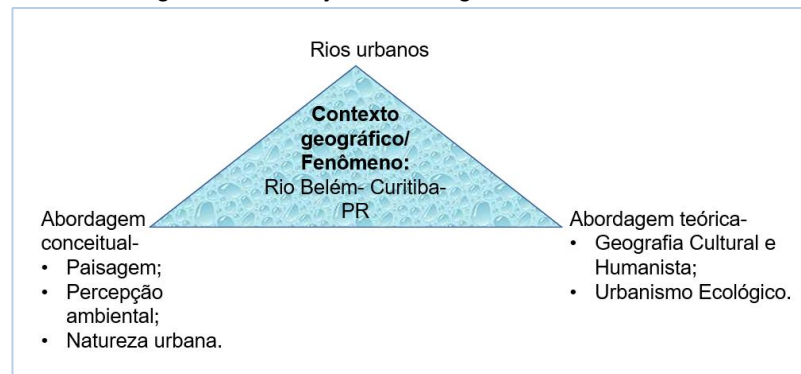 Rios urbanos
Contexto
geográfico/
Fenômeno:
Rio Belém- Curitiba-
PR
Abordagem
conceitual-
• Paisagem;
• Percepção
ambiental;
• Natureza urbana.
Abordagem teórica-
• Geografia Cultural e
Humanista;
• Urbanismo Ecológico.